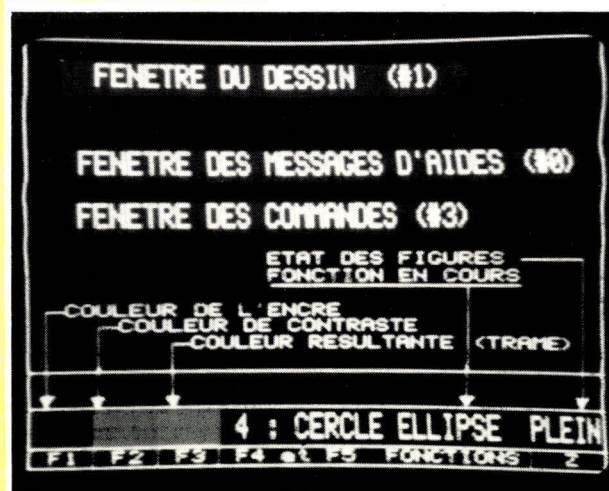 FENETRE DU DESSIN (#1)
FENETRE DES MESSAGES D'AIDES (#0)
FENETRE DES COMMANDES (#3)
ETAT DES FIGURES
FONCTION EN COURS
COULEUR DE L'ENCRE
COULEUR DE CONTRASTE
COULEUR RESULTANTE (TRAME)
4 : CERCLE ELLIPSE PLEIN
F1 F2 F3 F4 et F5 FONCTIONS Z